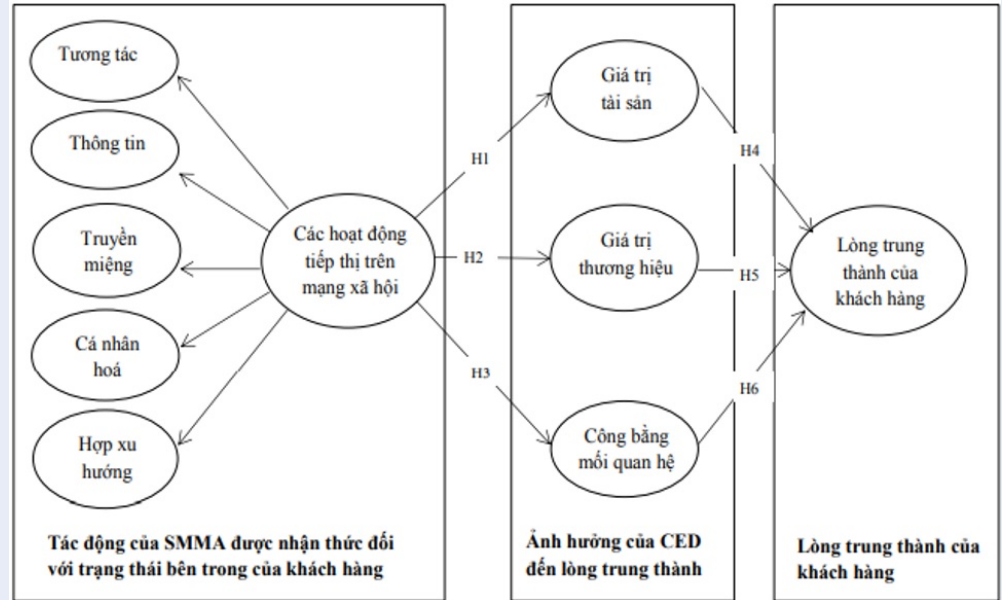 Tương tác
Thông tin
Truyền
miệng
Cá nhân
hoá
Hợp xu
hướng
Các hoạt động
tiếp thị trên
mạng xã hội
Tác động của SMMA được nhận thức đối
với trạng thái bên trong của khách hàng
H1
H2
H3
Giá trị
tài sản
Giá trị
thương hiệu
Công bằng
mối quan hệ
Ảnh hưởng của CED
đến lòng trung thành
H4
H5
H6
Lòng trung
thành của
khách hàng
Lòng trung thành của
khách hàng